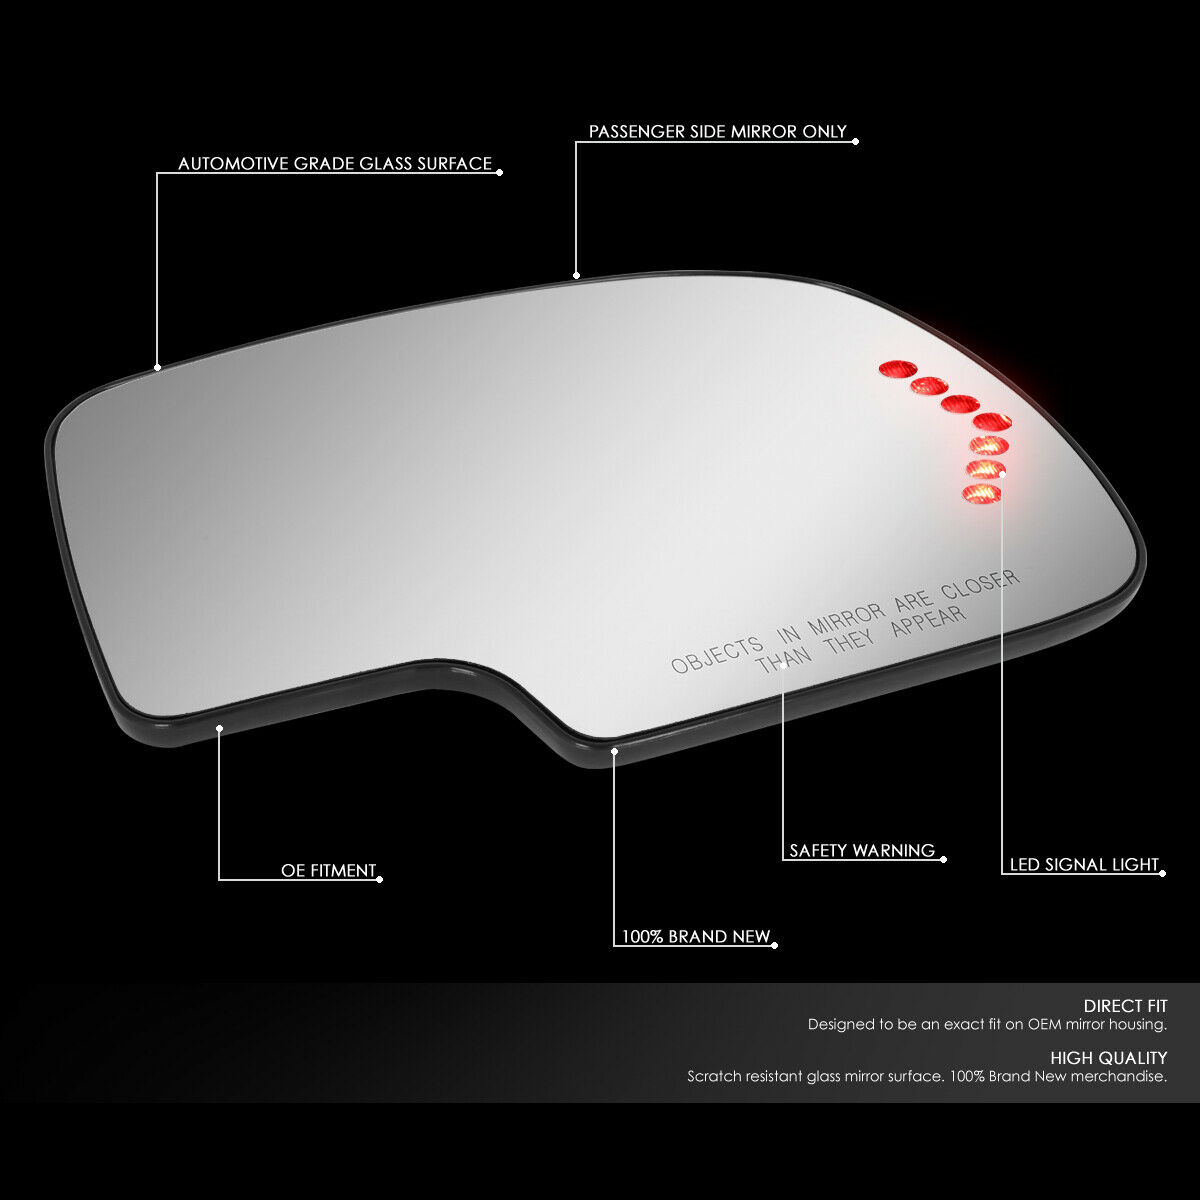 PASSENGER SIDE MIRROR ONLY
AUTOMOTIVE GRADE GLASS SURFACE
OBJECTS IN MIRROR ARE CLOSER
THAN THEY APPEAR
SAFETY WARNING
LED SIGNAL LIGHT
OE FITMENT
100% BRAND NEW
DIRECT FIT
Designed to be an exact fit on OEM mirror housing.
HIGH QUALITY
Scratch resistant glass mirror surface. 100% Brand New merchandise.